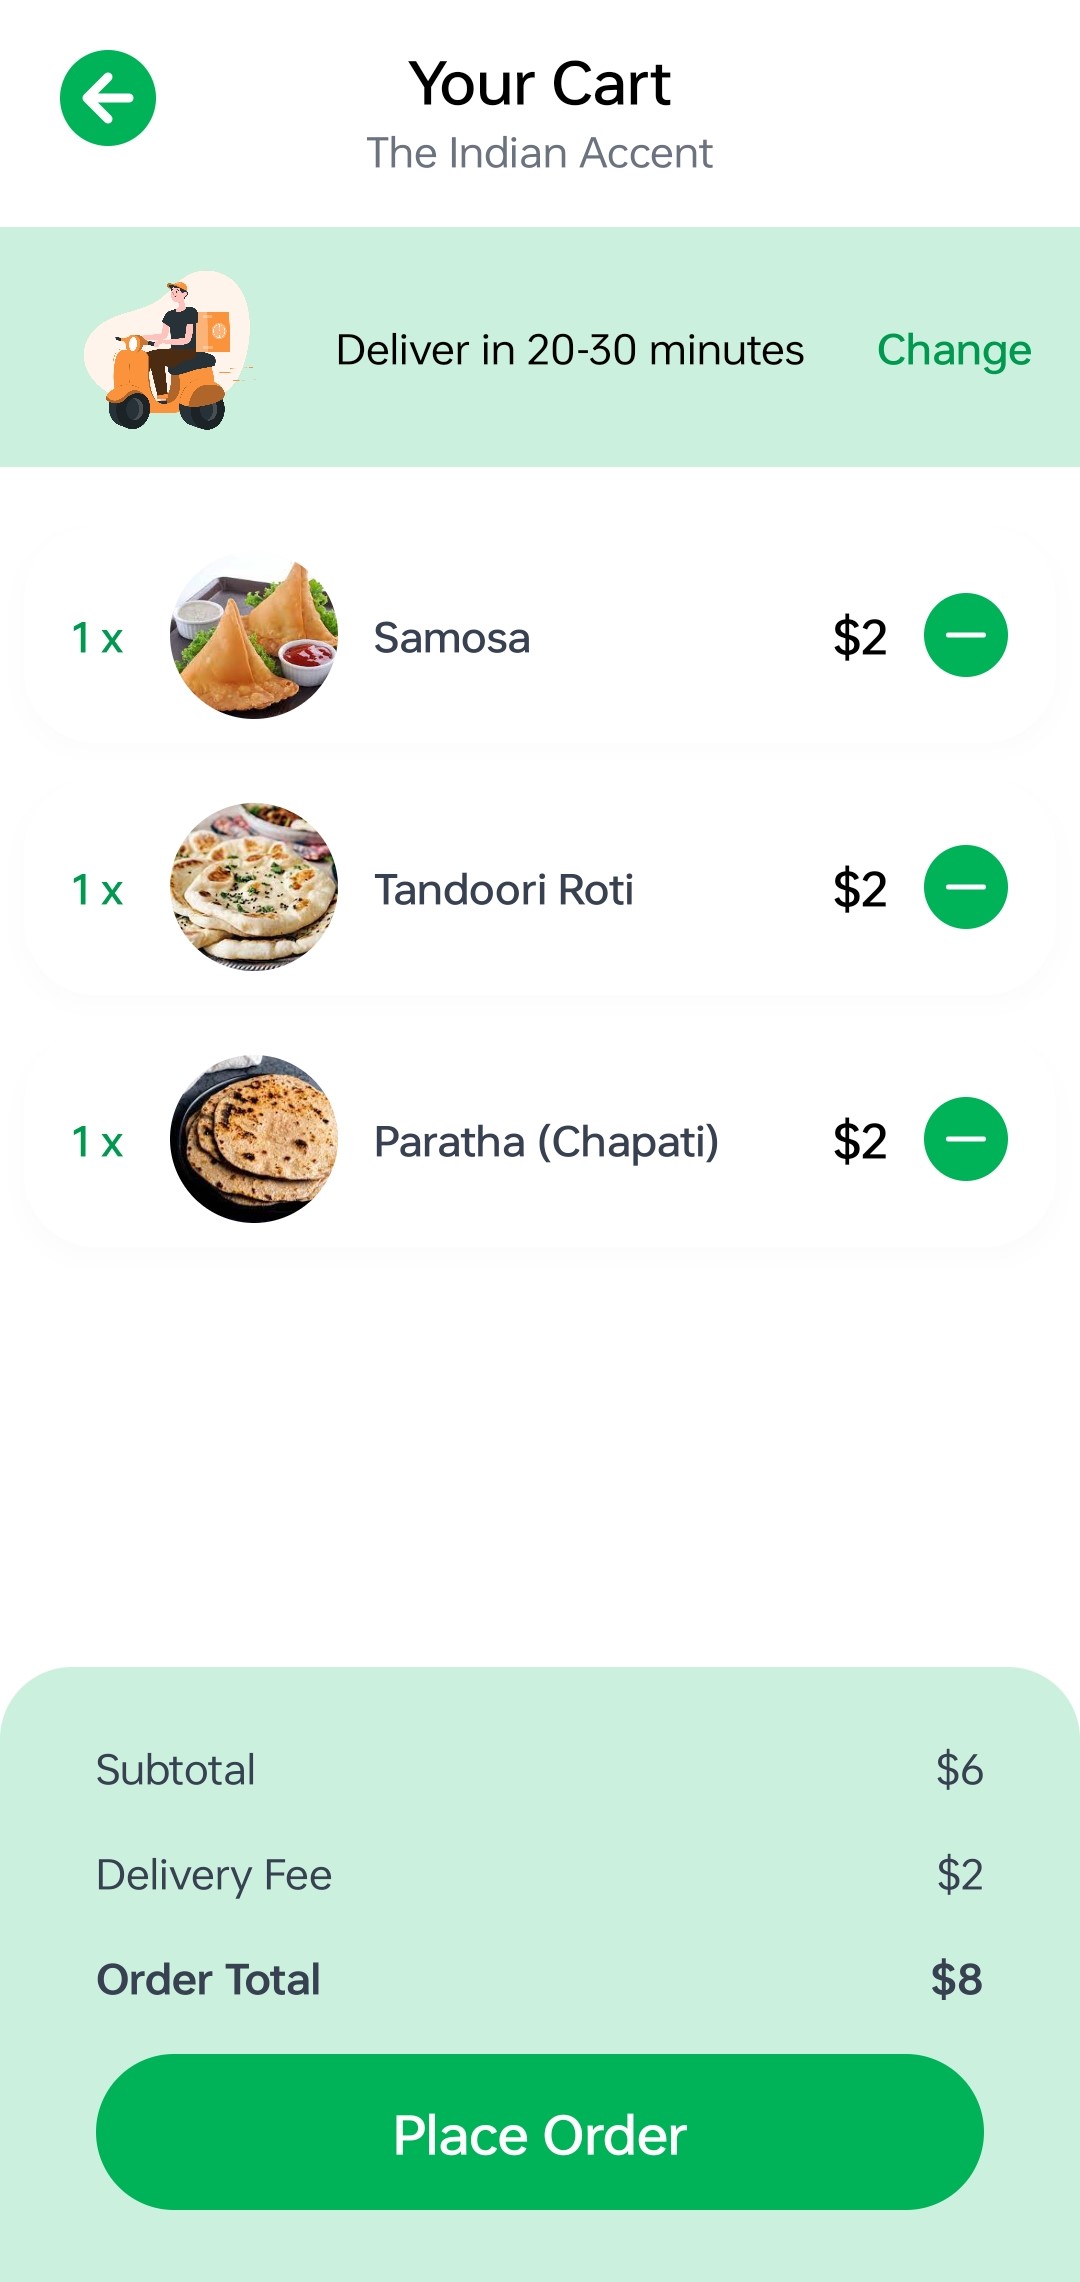 Your Cart
The Indian Accent
Deliver in 20-30 minutes Change
1 x Samosa $2
1 x Tandoori Roti $2
1 x Paratha (Chapati) $2
Subtotal $6
Delivery Fee $2
Order Total $8
Place Order